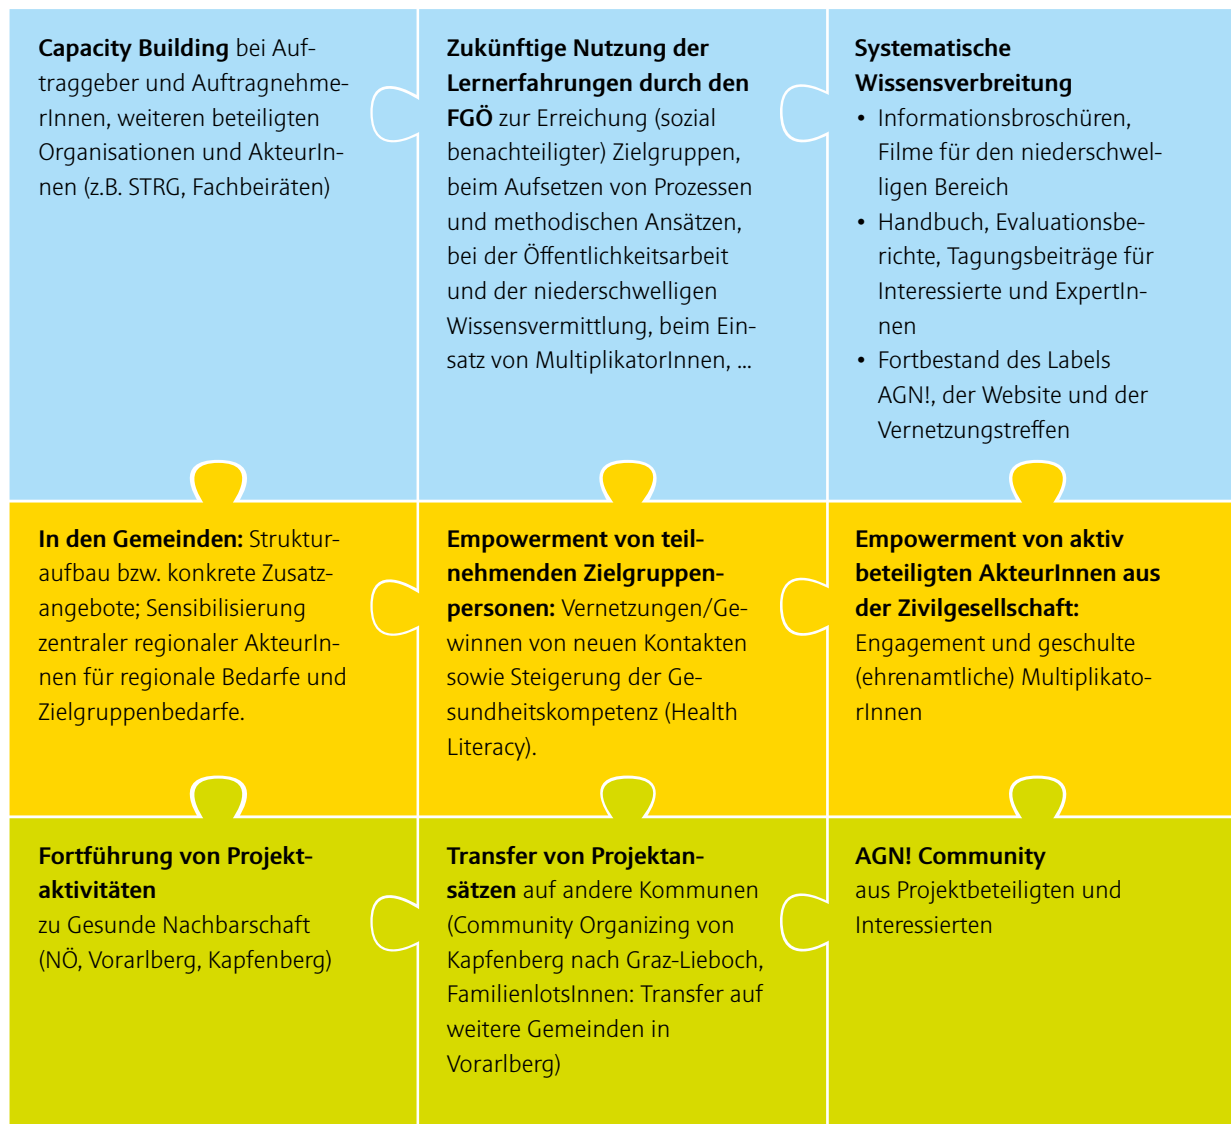 Capacity Building bei Auf-
traggeber und Auftragnehme-
rInnen, weiteren beteiligten
Organisationen und AkteurIn-
nen (z.B. STRG, Fachbeiräten)
Zukünftige Nutzung der
Lernerfahrungen durch den
FGÖ zur Erreichung (sozial
benachteiligter) Zielgruppen,
beim Aufsetzen von Prozessen
und methodischen Ansätzen,
bei der Öffentlichkeitsarbeit
und der niederschwelligen
Wissensvermittlung, beim Ein-
satz von MultiplikatorInnen, ...
Systematische
Wissensverbreitung
• Informationsbroschüren,
Filme für den niederschwel-
ligen Bereich
• Handbuch, Evaluationsbe-
richte, Tagungsbeiträge für
Interessierte und ExpertIn-
nen
• Fortbestand des Labels
AGN!, der Website und der
Vernetzungstreffen
In den Gemeinden: Struktur-
aufbau bzw. konkrete Zusatz-
angebote; Sensibilisierung
zentraler regionaler AkteurIn-
nen für regionale Bedarfe und
Zielgruppenbedarfe.
Empowerment von teil-
nehmenden Zielgruppen-
personen: Vernetzungen/Ge-
winnen von neuen Kontakten
sowie Steigerung der Ge-
sundheitskompetenz (Health
Literacy).
Empowerment von aktiv
beteiligten AkteurInnen aus
der Zivilgesellschaft:
Engagement und geschulte
(ehrenamtliche) Multiplikato-
rInnen
Fortführung von Projekt-
aktivitäten
zu Gesunde Nachbarschaft
(NÖ, Vorarlberg, Kapfenberg)
Transfer von Projektan-
sätzen auf andere Kommunen
(Community Organizing von
Kapfenberg nach Graz-Lieboch,
FamilienlotsInnen: Transfer auf
weitere Gemeinden in
Vorarlberg)
AGN! Community
aus Projektbeteiligten und
Interessierten